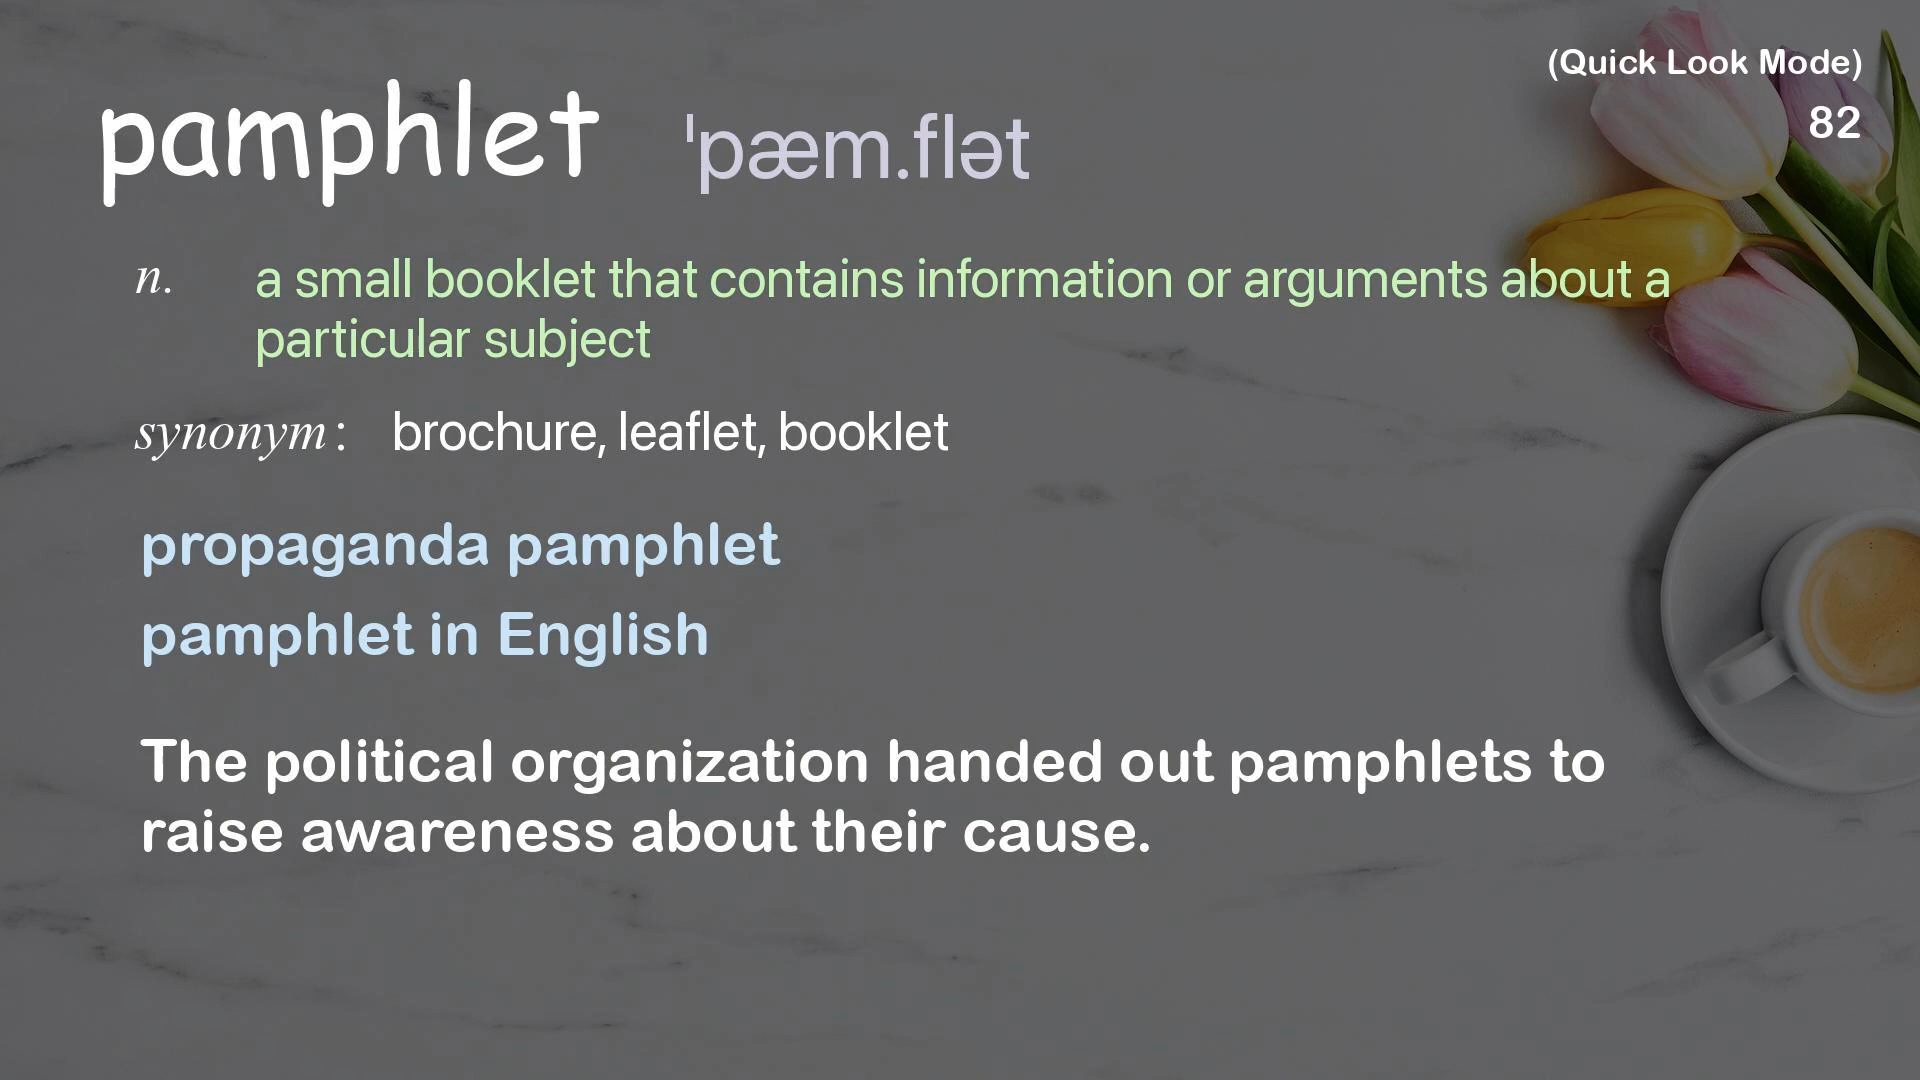 (Quick Look Mode)
82
pamphlet ˈpæm.flət
n. a small booklet that contains information or arguments about a
particular subject
synonym: brochure, leaflet, booklet
propaganda pamphlet
pamphlet in English
The political organization handed out pamphlets to
raise awareness about their cause.